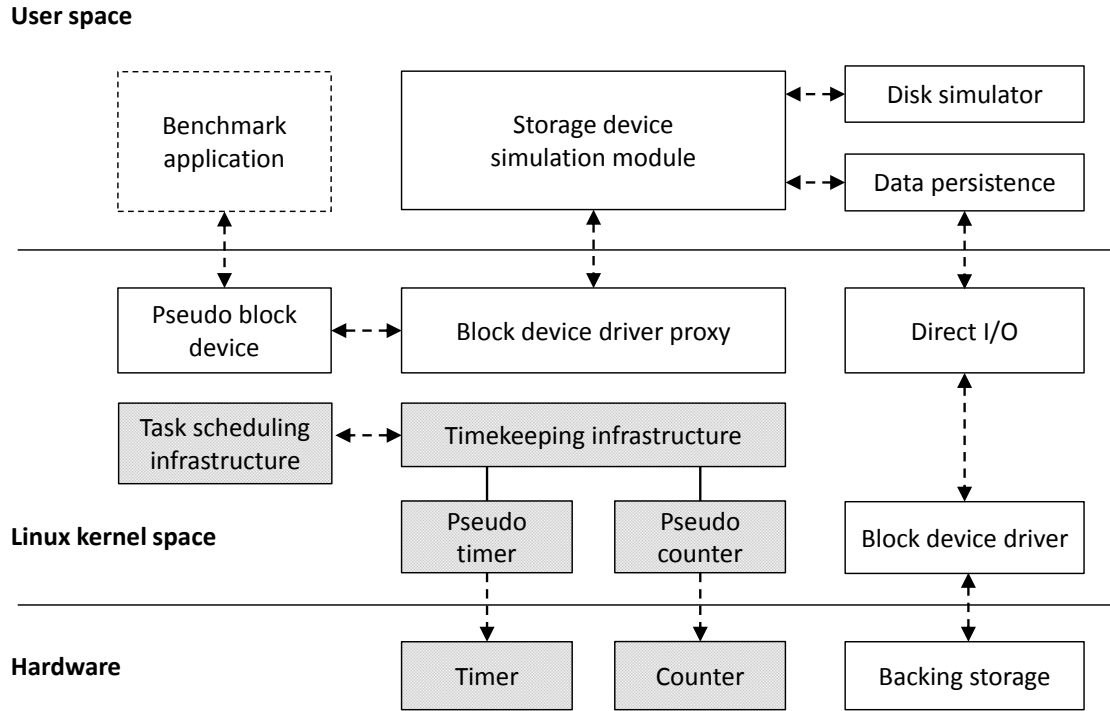 User space
Benchmark
application
Storage device
simulation module
Disk simulator
Data persistence
Pseudo block
device
Block device driver proxy
Direct I/O
Task scheduling
infrastructure
Timekeeping infrastructure
Linux kernel space
Pseudo
timer
Pseudo
counter
Block device driver
Hardware
Timer
Counter
Backing storage